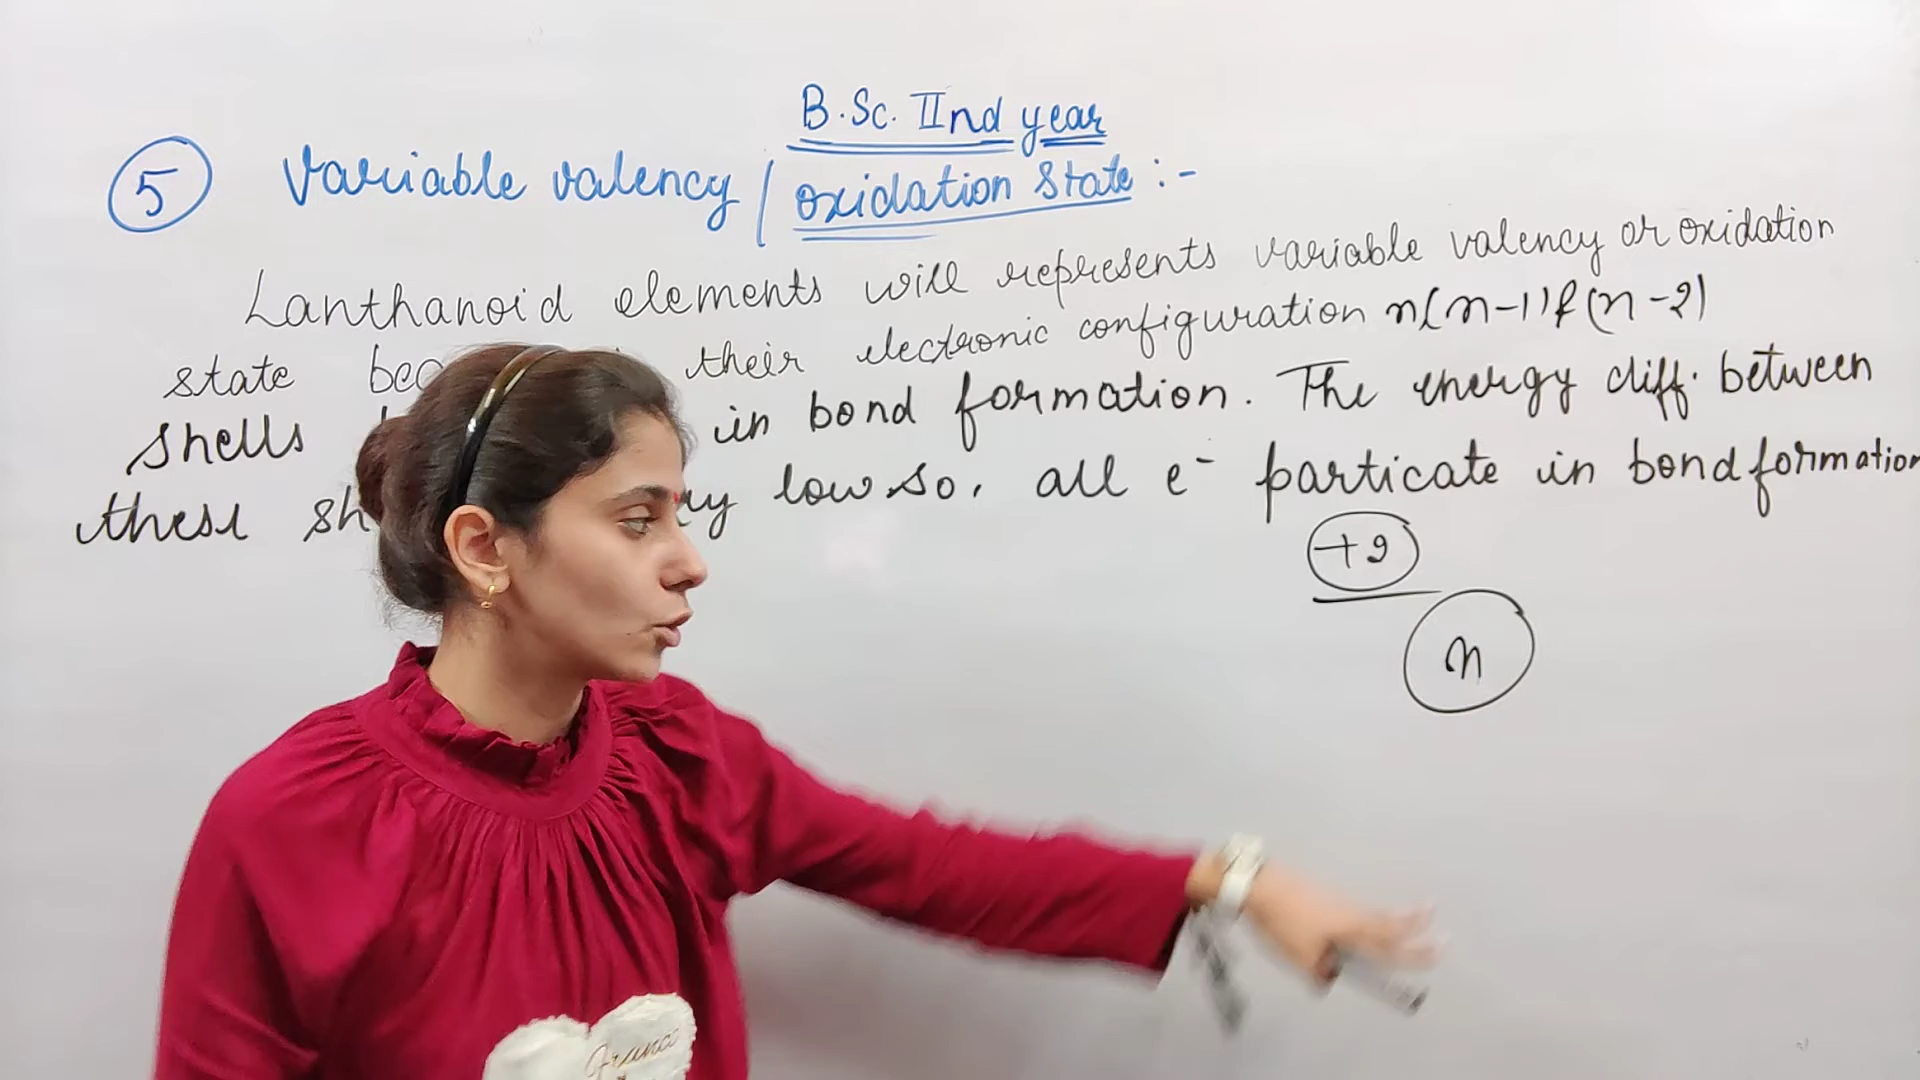 B.Sc. IInd year
5 Variable valency / oxidation state :-
Lanthanoid elements will represents variable valency or oxidation
state their electronic configuration n(n-1) & (n-2)
shells in bond formation. The energy diff. between
these low so, all e- particate in bond formation
+2
n